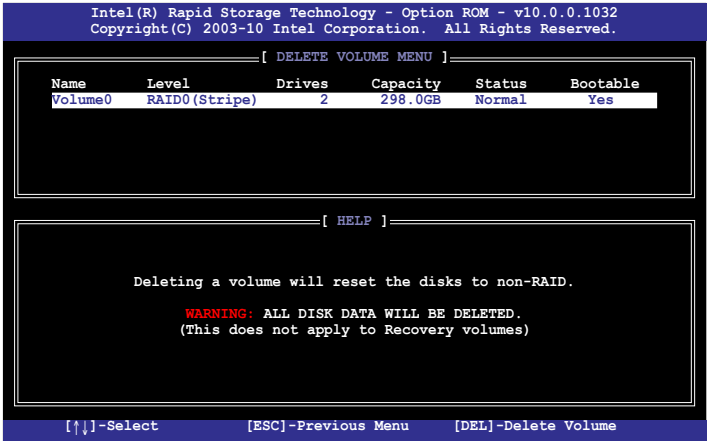 Intel(R) Rapid Storage Technology - Option ROM - v10.0.0.1032
Copyright(C) 2003-10 Intel Corporation.  All Rights Reserved.
[ DELETE VOLUME MENU ]
Name Level Drives Capacity Status Bootable
Volume0 RAID0(Stripe) 2 298.0GB Normal Yes
[ HELP ]
Deleting a volume will reset the disks to non-RAID.
WARNING: ALL DISK DATA WILL BE DELETED.
(This does not apply to Recovery volumes)
[↑↓]-Select [ESC]-Previous Menu [DEL]-Delete Volume